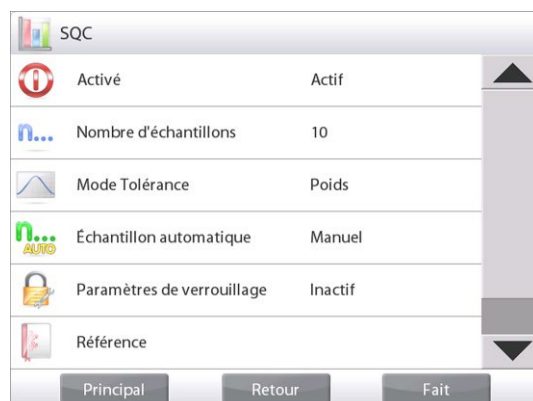 SQC
Activé Actif
n... Nombre d'échantillons 10
Mode Tolérance Poids
n... AUTO Échantillon automatique Manuel
Paramètres de verrouillage Inactif
Référence
Principal Retour Fait